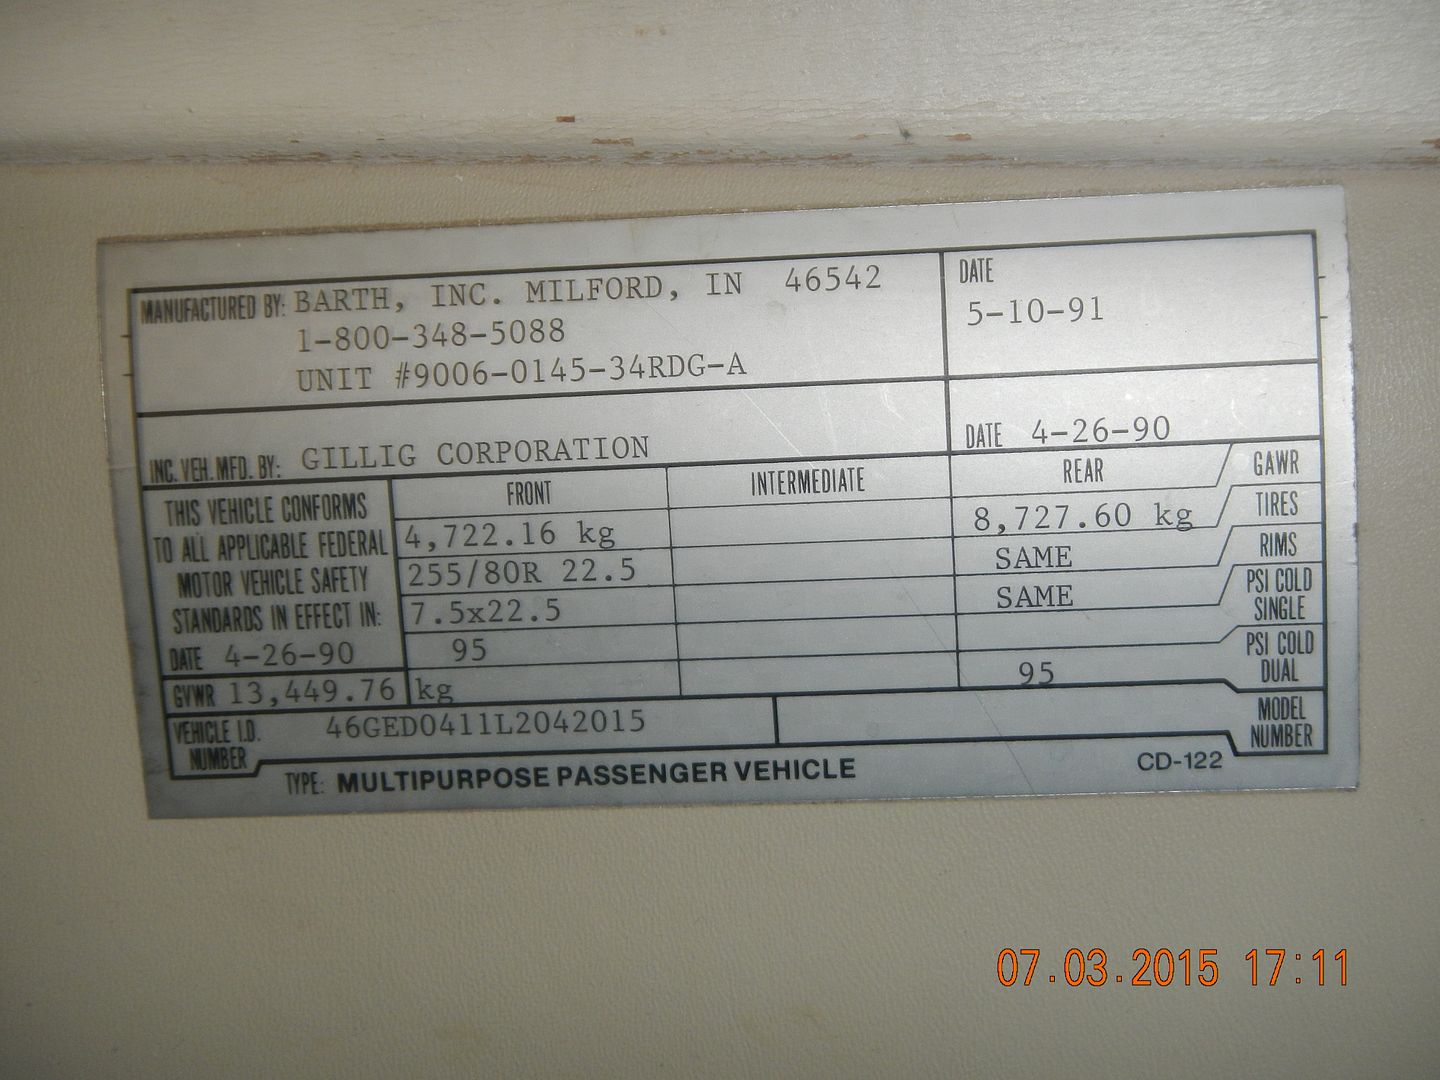 MANUFACTURED BY: BARTH, INC. MILFORD, IN 46542
1-800-348-5088
UNIT #9006-0145-34RDG-A
DATE
5-10-91
INC. VEH. MFD. BY: GILLIG CORPORATION
DATE 4-26-90
THIS VEHICLE CONFORMS
TO ALL APPLICABLE FEDERAL
MOTOR VEHICLE SAFETY
STANDARDS IN EFFECT IN:
DATE 4-26-90
FRONT INTERMEDIATE REAR GAWR
4,722.16 kg 8,727.60 kg TIRES
255/80R 22.5 SAME RIMS
7.5x22.5 SAME PSI COLD
SINGLE
95 PSI COLD
95 DUAL
GVWR 13,449.76 kg
VEHICLE I.D.
NUMBER
46GED0411L2042015
MODEL
NUMBER
TYPE: MULTIPURPOSE PASSENGER VEHICLE CD-122
07.03.2015 17:11